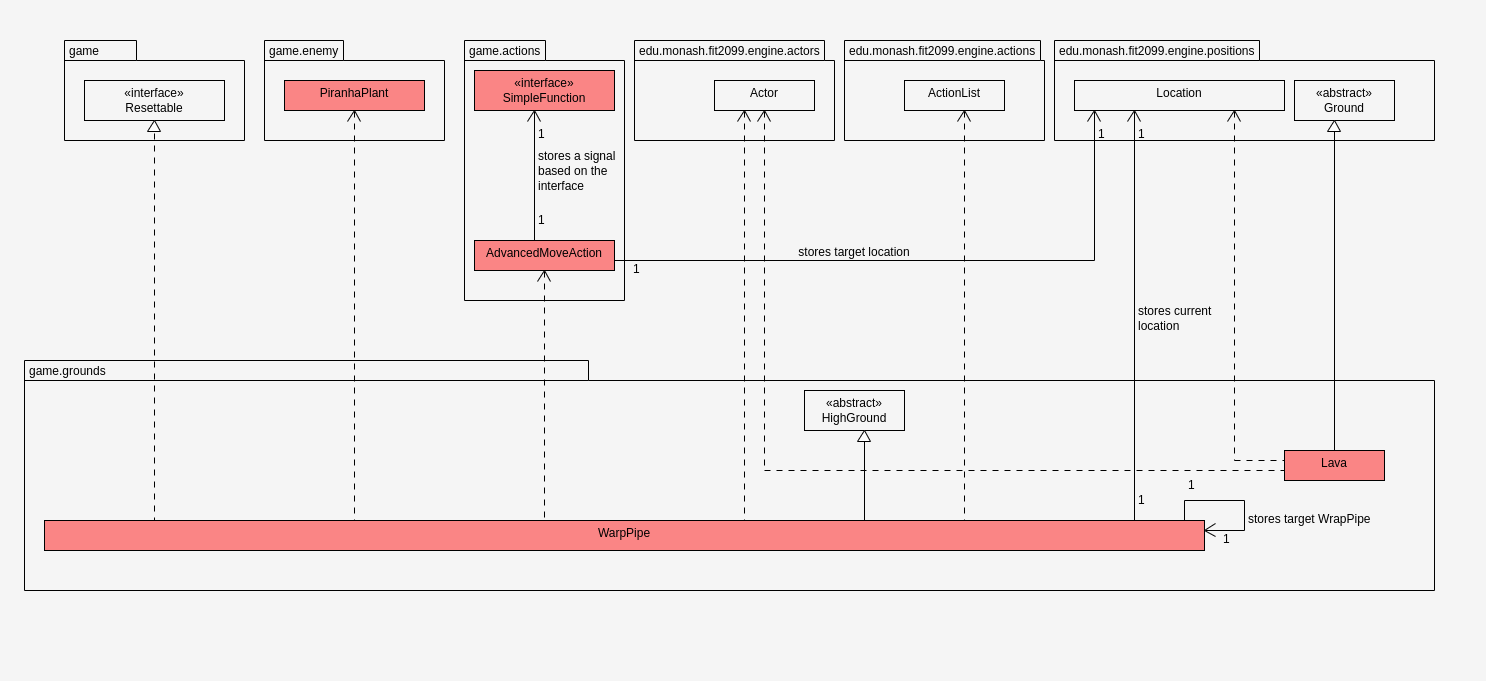 game
game.enemy
game.actions
edu.monash.fit2099.engine.actors
edu.monash.fit2099.engine.actions
edu.monash.fit2099.engine.positions
«interface»
Resettable
PiranhaPlant
«interface»
SimpleFunction
Actor
ActionList
Location
«abstract»
Ground
1
1
1
stores a signal
based on the
interface
1
AdvancedMoveAction
1
stores target location
stores current
location
game.grounds
«abstract»
HighGround
Lava
1
1
stores target WrapPipe
1
WarpPipe